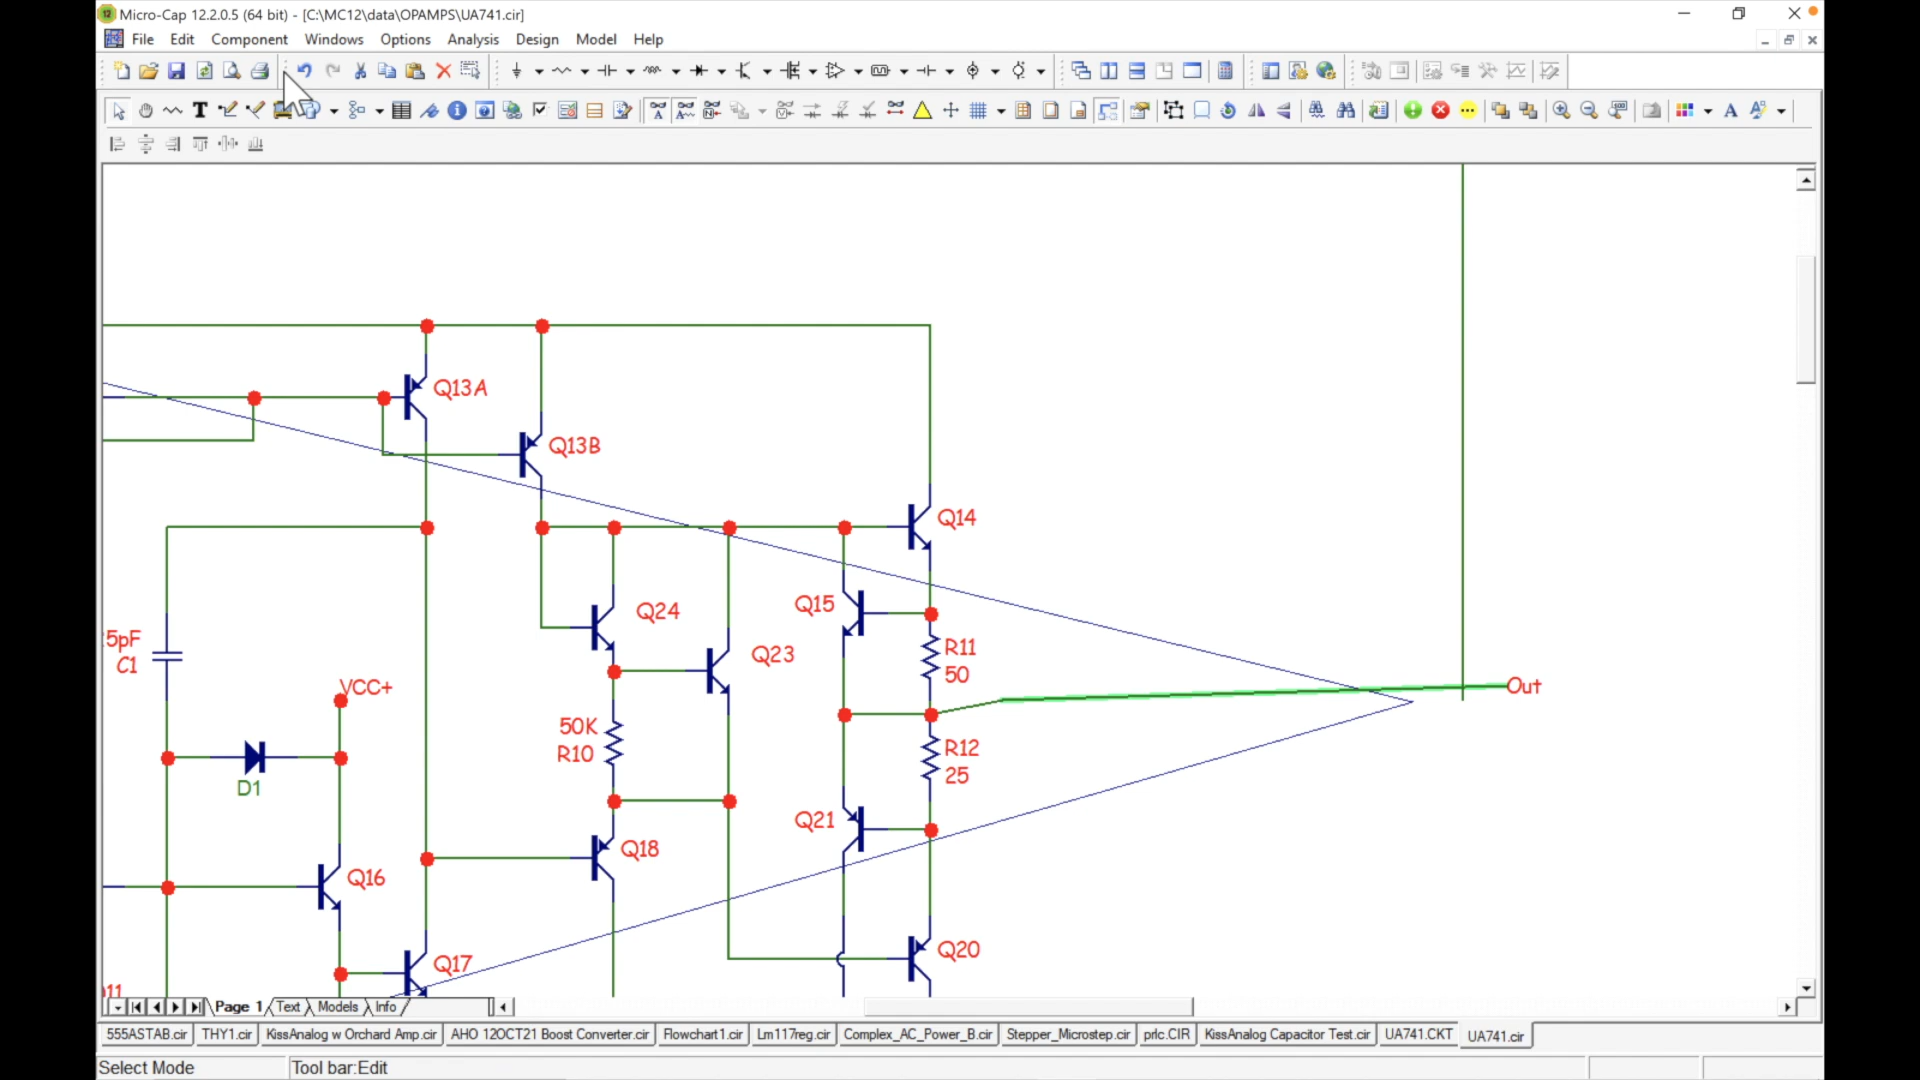 Micro-Cap 12.2.0.5 (64 bit) - [C:\MC12\data\OPAMPS\UA741.cir]
File Edit Component Windows Options Analysis Design Model Help
Q13A
Q13B
Q14
Q15
Q24
5pF
C1
Q23
R11
50
VCC+
Out
50K
R10
R12
25
D1
Q21
Q18
Q16
Q20
Q17
Page 1 Text Models Info
555ASTAB.cir THY1.cir KissAnalog w Orchard Amp.cir AHO 12OCT21 Boost Converter.cir Flowchart1.cir Lm117reg.cir Complex_AC_Power_B.cir Stepper_Microstep.cir prlc.CIR KissAnalog Capacitor Test.cir UA741.CKT UA741.cir
Select Mode Tool bar:Edit